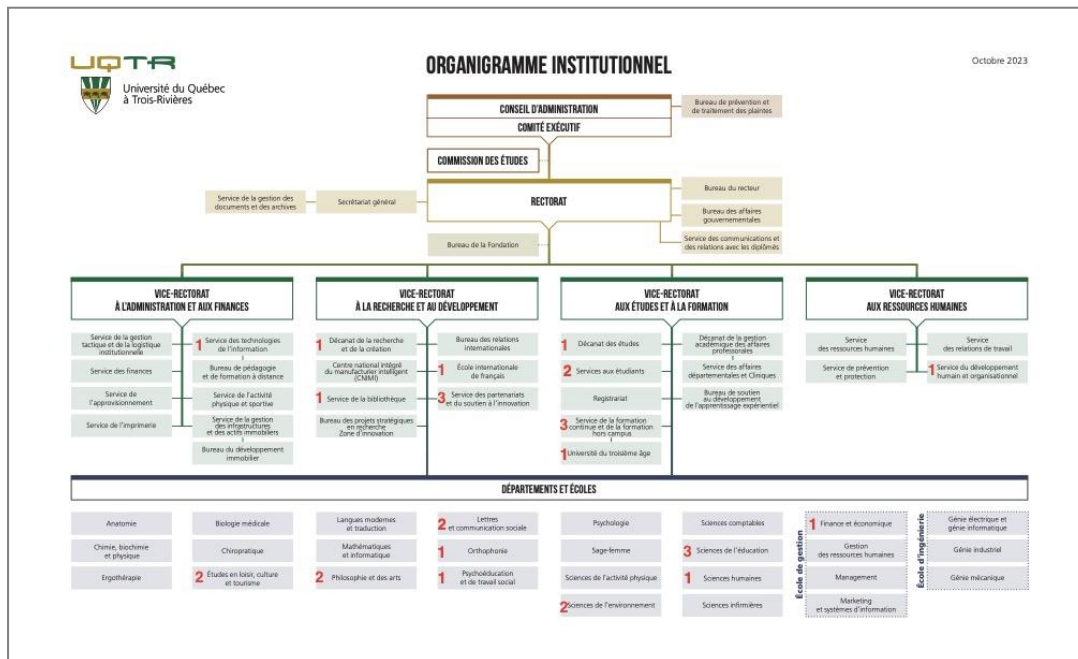 UQTR
Université du Québec
à Trois-Rivières
ORGANIGRAMME INSTITUTIONNEL
Octobre 2023
CONSEIL D'ADMINISTRATION
COMITÉ EXÉCUTIF
Bureau de prévention et
de traitement des plaintes
COMMISSION DES ÉTUDES
Service de la gestion des
documents et des archives
Secrétariat général
RECTORAT
Bureau du recteur
Bureau des affaires
gouvernementales
Service des communications et
des relations avec les diplômés
Bureau de la Fondation
VICE-RECTORAT
À L'ADMINISTRATION ET AUX FINANCES
Service de la gestion
tactique et de la logistique
institutionnelle
1 Service des technologies
de l'information
Service des finances
Bureau de pédagogie
et de formation à distance
Service de
l'approvisionnement
Service de l'activité
physique et sportive
Service de l'imprimerie
Service de la gestion
des infrastructures
et des actifs immobiliers
Bureau du développement
immobilier
VICE-RECTORAT
À LA RECHERCHE ET AU DÉVELOPPEMENT
1 Décanat de la recherche
et de la création
Bureau des relations
internationales
Centre national intégré
du manufacturier intelligent
(CNIMI)
1 École internationale
de français
1 Service de la bibliothèque
3 Service des partenariats
et du soutien à l'innovation
Bureau des projets stratégiques
en recherche
Zone d'innovation
VICE-RECTORAT
AUX ÉTUDES ET À LA FORMATION
1 Décanat des études
Décanat de la gestion
académique des affaires
professorales
2 Services aux étudiants
Service des affaires
départementales et Cliniques
Registrariat
Bureau de soutien
au développement
de l'apprentissage expérientiel
3 Service de la formation
continue et de la formation
hors campus
1 Université du troisième âge
VICE-RECTORAT
AUX RESSOURCES HUMAINES
Service
des ressources humaines
Service
des relations de travail
Service de prévention
et protection
1 Service du développement
humain et organisationnel
DÉPARTEMENTS ET ÉCOLES
Anatomie
Biologie médicale
Langues modernes
et traduction
2 Lettres
et communication sociale
Psychologie
Sciences comptables
École de gestion
1 Finance et économique
École d'ingénierie
Génie électrique et
génie informatique
Chimie, biochimie
et physique
Chiropratique
Mathématiques
et informatique
1 Orthophonie
Sage-femme
3 Sciences de l'éducation
Gestion
des ressources humaines
Génie industriel
Ergothérapie
2 Études en loisir, culture
et tourisme
2 Philosophie et des arts
1 Psychoéducation
et de travail social
Sciences de l'activité physique
1 Sciences humaines
Management
Génie mécanique
2 Sciences de l'environnement
Sciences infirmières
Marketing
et systèmes d'information